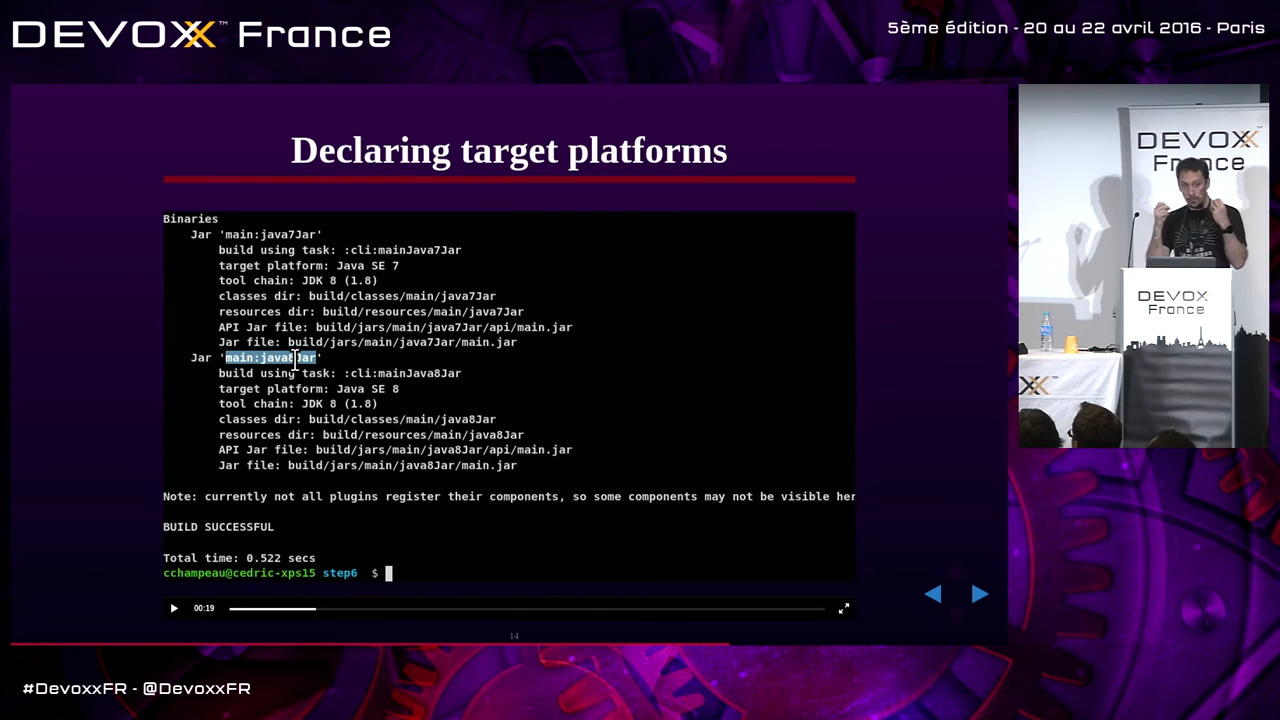 DEVOXX™ France
5ème édition - 20 au 22 avril 2016 - Paris
Declaring target platforms
Binaries
Jar 'main:java7Jar'
build using task: :cli:mainJava7Jar
target platform: Java SE 7
tool chain: JDK 8 (1.8)
classes dir: build/classes/main/java7Jar
resources dir: build/resources/main/java7Jar
API Jar file: build/jars/main/java7Jar/api/main.jar
Jar file: build/jars/main/java7Jar/main.jar
Jar 'main:java8Jar'
build using task: :cli:mainJava8Jar
target platform: Java SE 8
tool chain: JDK 8 (1.8)
classes dir: build/classes/main/java8Jar
resources dir: build/resources/main/java8Jar
API Jar file: build/jars/main/java8Jar/api/main.jar
Jar file: build/jars/main/java8Jar/main.jar
Note: currently not all plugins register their components, so some components may not be visible her
BUILD SUCCESSFUL
Total time: 0.522 secs
cchampeau@cedric-xps15 step6 $
00:19
14
DEVOXX™
France
DEVOXX
France
#DevoxxFR - @DevoxxFR